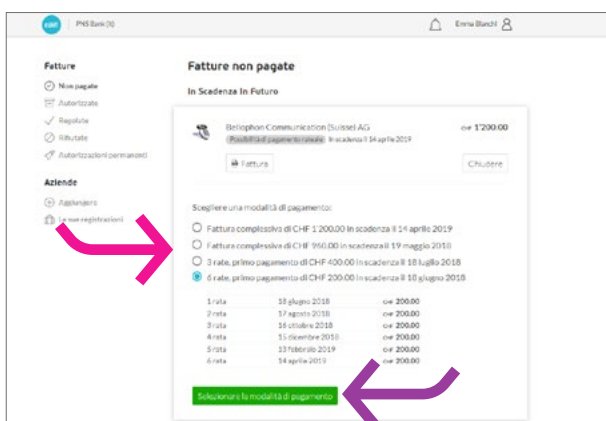 PNS Bank (X)
Emma Bianchi
Fatture
Non pagate
Autorizzate
Regolate
Rifiutate
Autorizzazioni permanenti
Aziende
Aggiungere
Le sue registrazioni
Fatture non pagate
In Scadenza In Futuro
Bellophon Communication (Suisse) AG
CHF 1'200.00
Possibilità di pagamento rateale In scadenza il 14 aprile 2019
Fattura
Chiudere
Scegliere una modalità di pagamento:
Fattura complessiva di CHF 1'200.00 in scadenza il 14 aprile 2019
Fattura complessiva di CHF 960.00 in scadenza il 19 maggio 2018
3 rate, primo pagamento di CHF 400.00 in scadenza il 18 luglio 2018
6 rate, primo pagamento di CHF 200.00 in scadenza il 18 giugno 2018
1 rata 18 giugno 2018 CHF 200.00
2 rata 17 agosto 2018 CHF 200.00
3 rata 16 ottobre 2018 CHF 200.00
4 rata 15 dicembre 2018 CHF 200.00
5 rata 13 febbraio 2019 CHF 200.00
6 rata 14 aprile 2019 CHF 200.00
Selezionare la modalità di pagamento